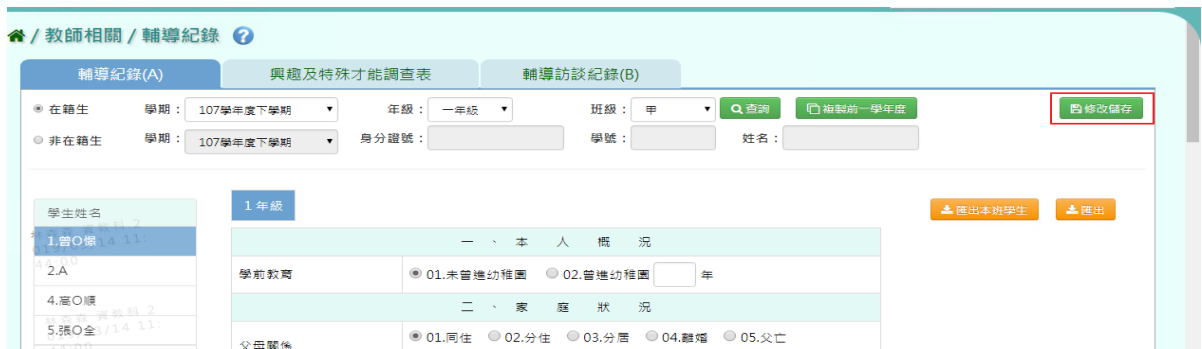 / 教師相關 / 輔導紀錄 ?
輔導紀錄(A) 興趣及特殊才能調查表 輔導訪談紀錄(B)
在籍生 學期： 107學年度下學期 年級： 一年級 班級： 甲 查詢 複製前一學年度 修改儲存
非在籍生 學期： 107學年度下學期 身分證號： 學號： 姓名：
學生姓名
1 年級 匯出本班學生 匯出
1.曾O憬 一、本人概況
2.A 學前教育 01.未曾進幼稚園 02.曾進幼稚園 年
4.高O順 二、家庭狀況
5.張O全 父母關係 01.同住 02.分住 03.分居 04.離婚 05.父亡